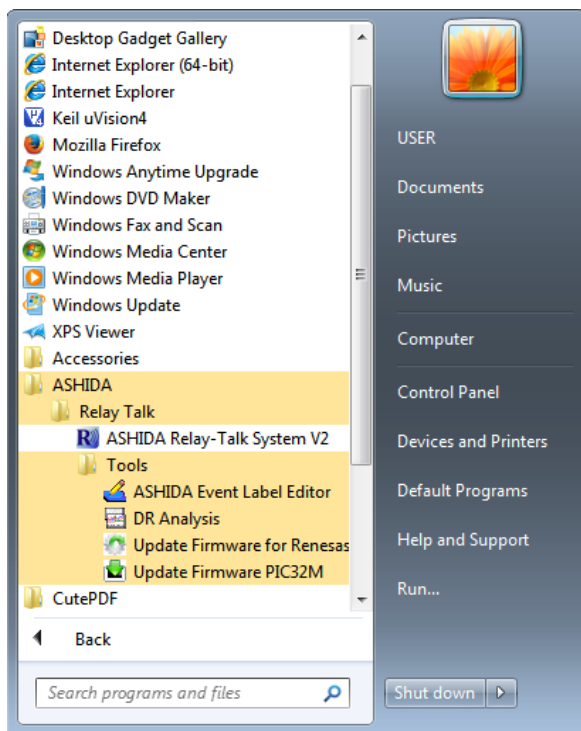 Desktop Gadget Gallery
Internet Explorer (64-bit)
Internet Explorer
Keil uVision4
Mozilla Firefox
Windows Anytime Upgrade
Windows DVD Maker
Windows Fax and Scan
Windows Media Center
Windows Media Player
Windows Update
XPS Viewer
Accessories
ASHIDA
Relay Talk
ASHIDA Relay-Talk System V2
Tools
ASHIDA Event Label Editor
DR Analysis
Update Firmware for Renesas
Update Firmware PIC32M
CutePDF
Back
Search programs and files
USER
Documents
Pictures
Music
Computer
Control Panel
Devices and Printers
Default Programs
Help and Support
Run...
Shut down